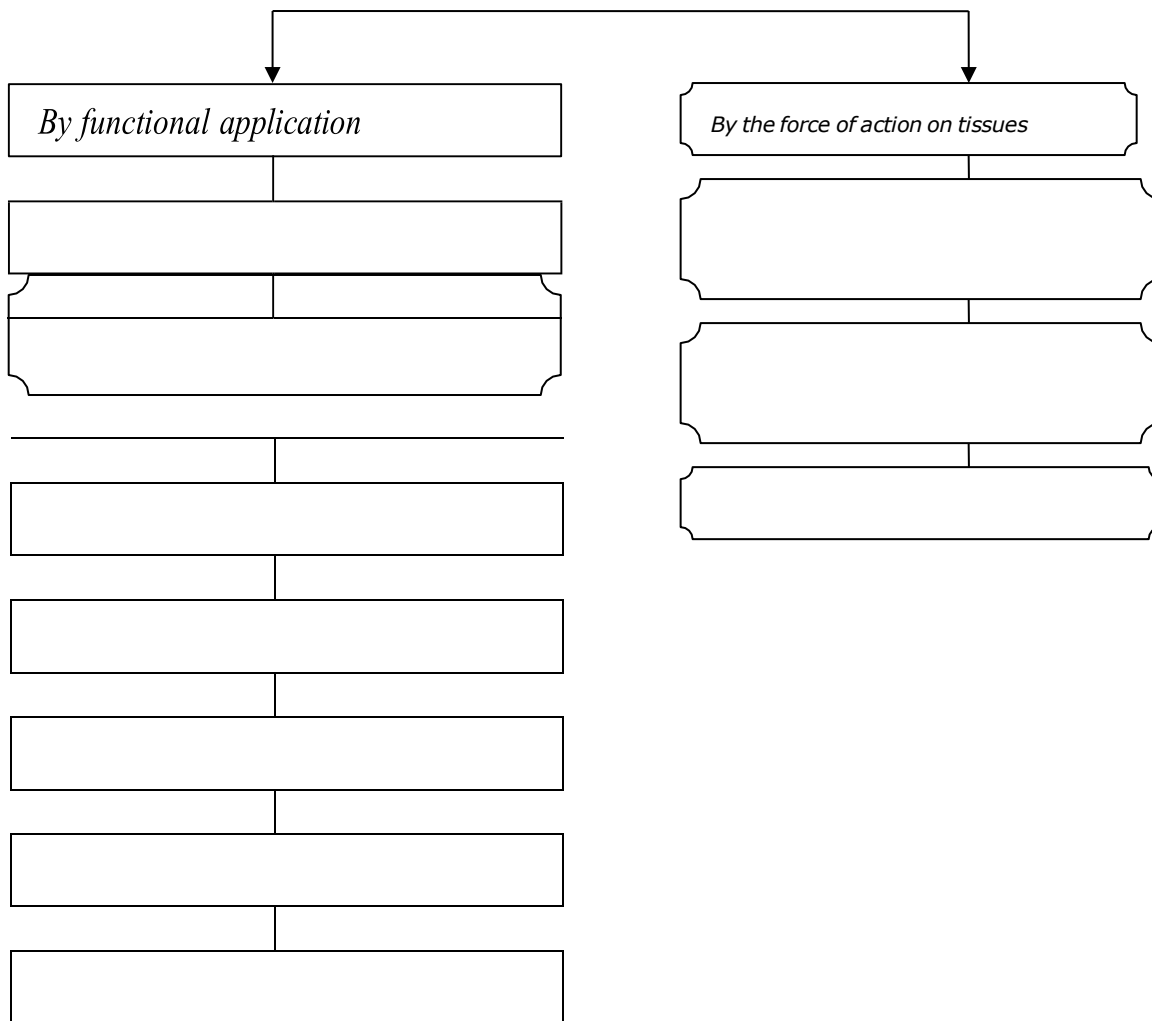 By functional application
By the force of action on tissues